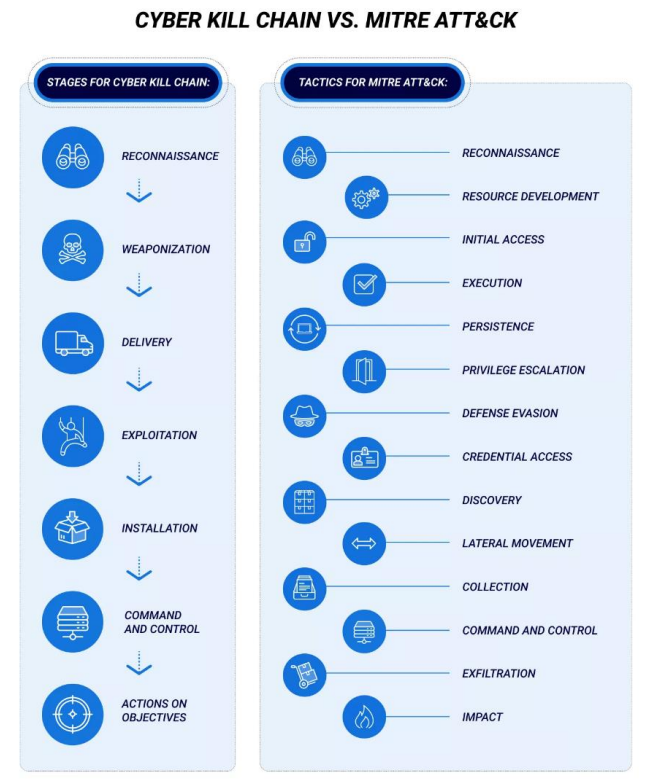 CYBER KILL CHAIN VS. MITRE ATT&CK
STAGES FOR CYBER KILL CHAIN:
RECONNAISSANCE
WEAPONIZATION
DELIVERY
EXPLOITATION
INSTALLATION
COMMAND
AND CONTROL
ACTIONS ON
OBJECTIVES
TACTICS FOR MITRE ATT&CK:
RECONNAISSANCE
RESOURCE DEVELOPMENT
INITIAL ACCESS
EXECUTION
PERSISTENCE
PRIVILEGE ESCALATION
DEFENSE EVASION
CREDENTIAL ACCESS
DISCOVERY
LATERAL MOVEMENT
COLLECTION
COMMAND AND CONTROL
EXFILTRATION
IMPACT